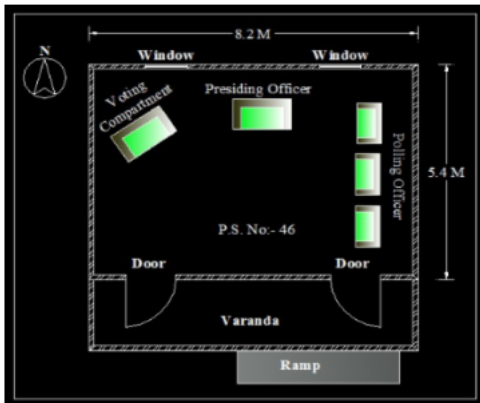 8.2 M
N
Window
Window
Voting
Compartment
Presiding Officer
Polling Officer
5.4 M
P.S. No:- 46
Door
Door
Varanda
Ramp